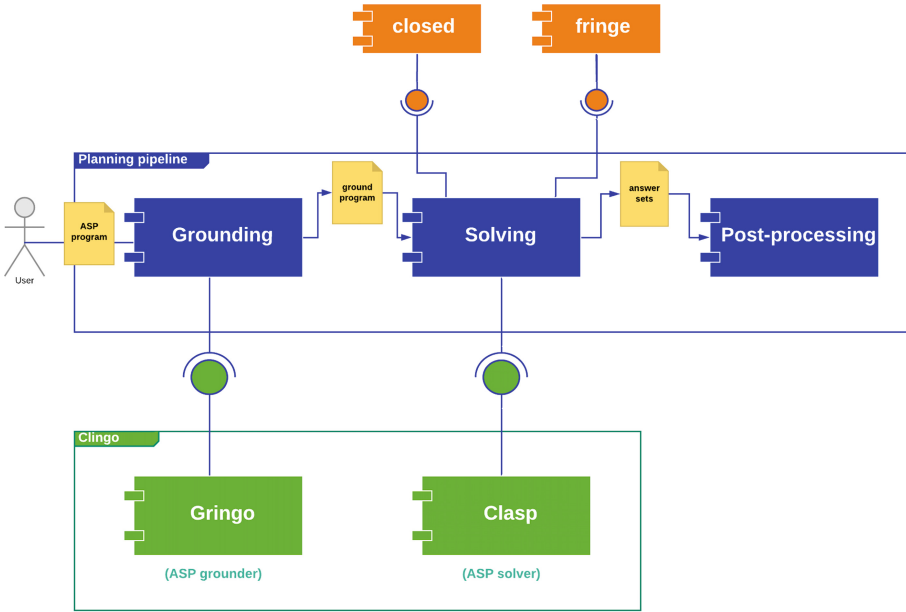 closed
fringe
Planning pipeline
ground
program
answer
sets
ASP
program
Grounding
Solving
Post-processing
User
Clingo
Gringo
Clasp
(ASP grounder)
(ASP solver)